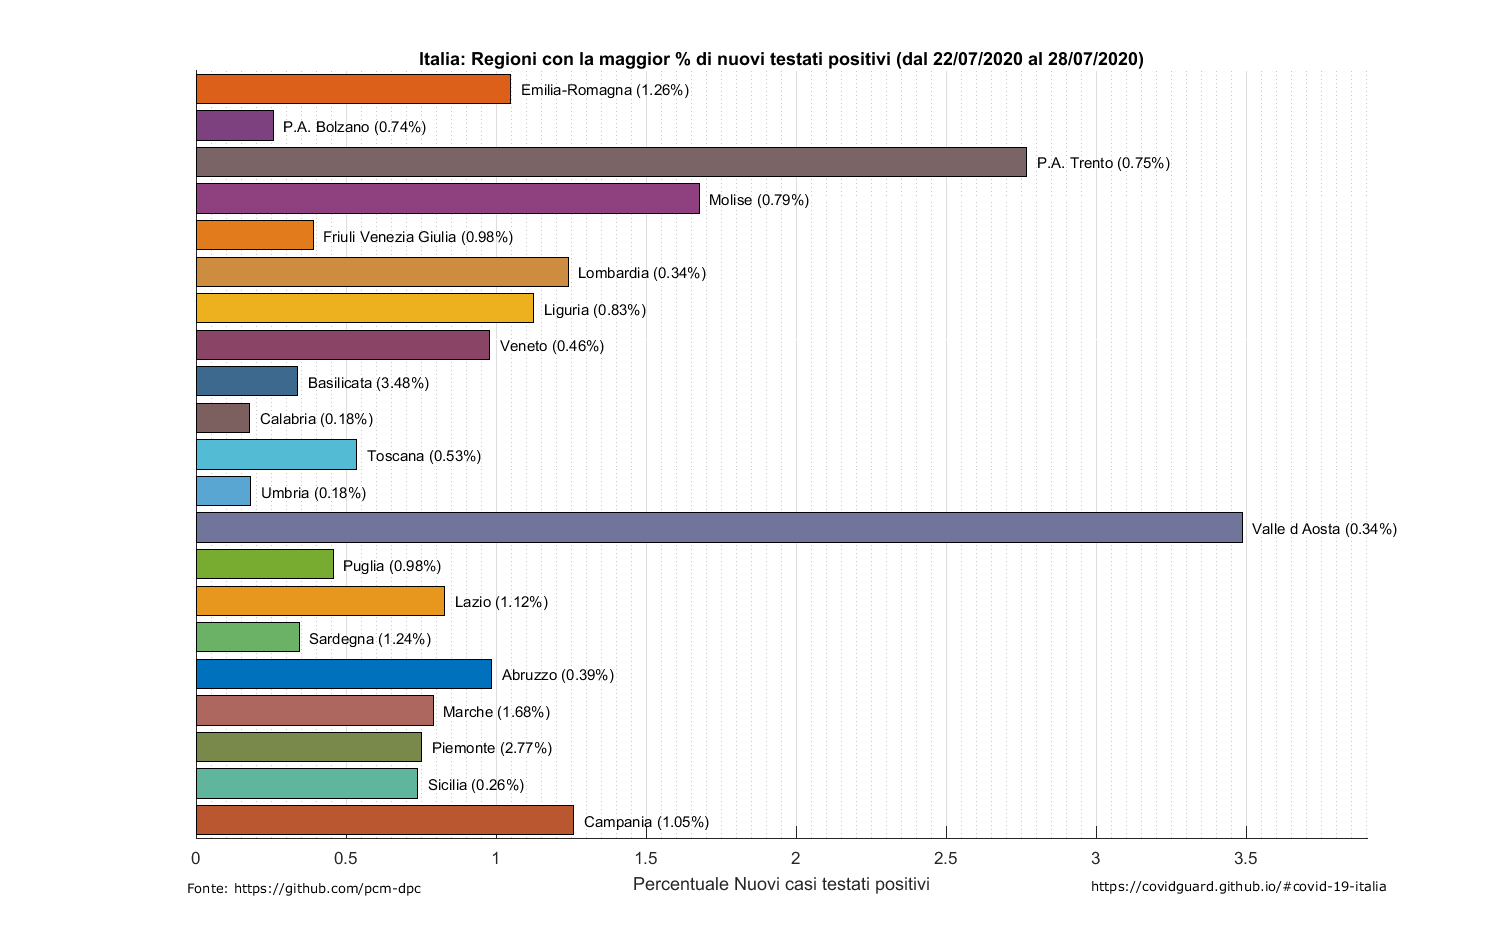 Italia: Regioni con la maggior % di nuovi testati positivi (dal 22/07/2020 al 28/07/2020)
Emilia-Romagna (1.26%)
P.A. Bolzano (0.74%)
P.A. Trento (0.75%)
Molise (0.79%)
Friuli Venezia Giulia (0.98%)
Lombardia (0.34%)
Liguria (0.83%)
Veneto (0.46%)
Basilicata (3.48%)
Calabria (0.18%)
Toscana (0.53%)
Umbria (0.18%)
Valle d Aosta (0.34%)
Puglia (0.98%)
Lazio (1.12%)
Sardegna (1.24%)
Abruzzo (0.39%)
Marche (1.68%)
Piemonte (2.77%)
Sicilia (0.26%)
Campania (1.05%)
0 0.5 1 1.5 2 2.5 3 3.5
Percentuale Nuovi casi testati positivi
Fonte: https://github.com/pcm-dpc
https://covidguard.github.io/#covid-19-italia